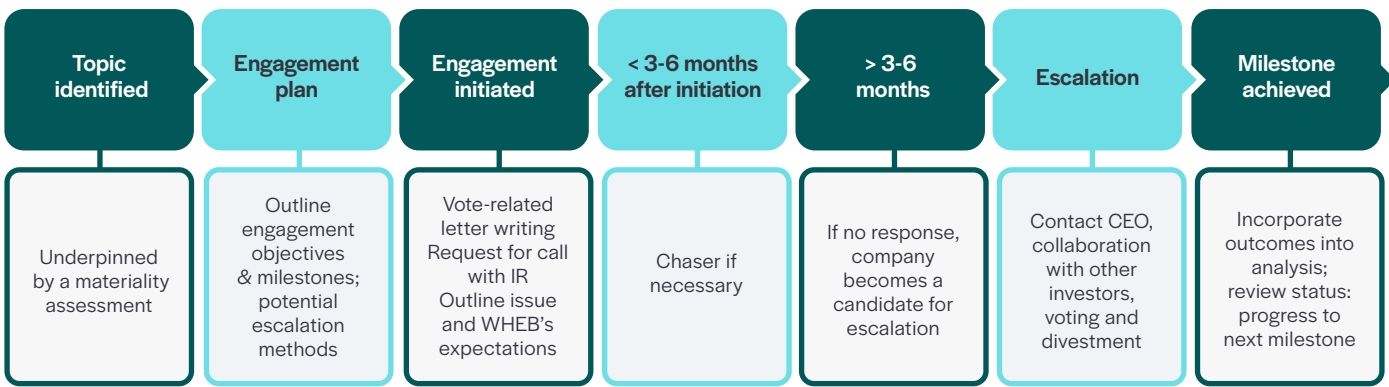 Topic
identified
Engagement
plan
Engagement
initiated
< 3-6 months
after initiation
> 3-6
months
Escalation
Milestone
achieved
Underpinned
by a materiality
assessment
Outline
engagement
objectives
& milestones;
potential
escalation
methods
Vote-related
letter writing
Request for call
with IR
Outline issue
and WHEB’s
expectations
Chaser if
necessary
If no response,
company
becomes a
candidate for
escalation
Contact CEO,
collaboration
with other
investors,
voting and
divestment
Incorporate
outcomes into
analysis;
review status:
progress to
next milestone